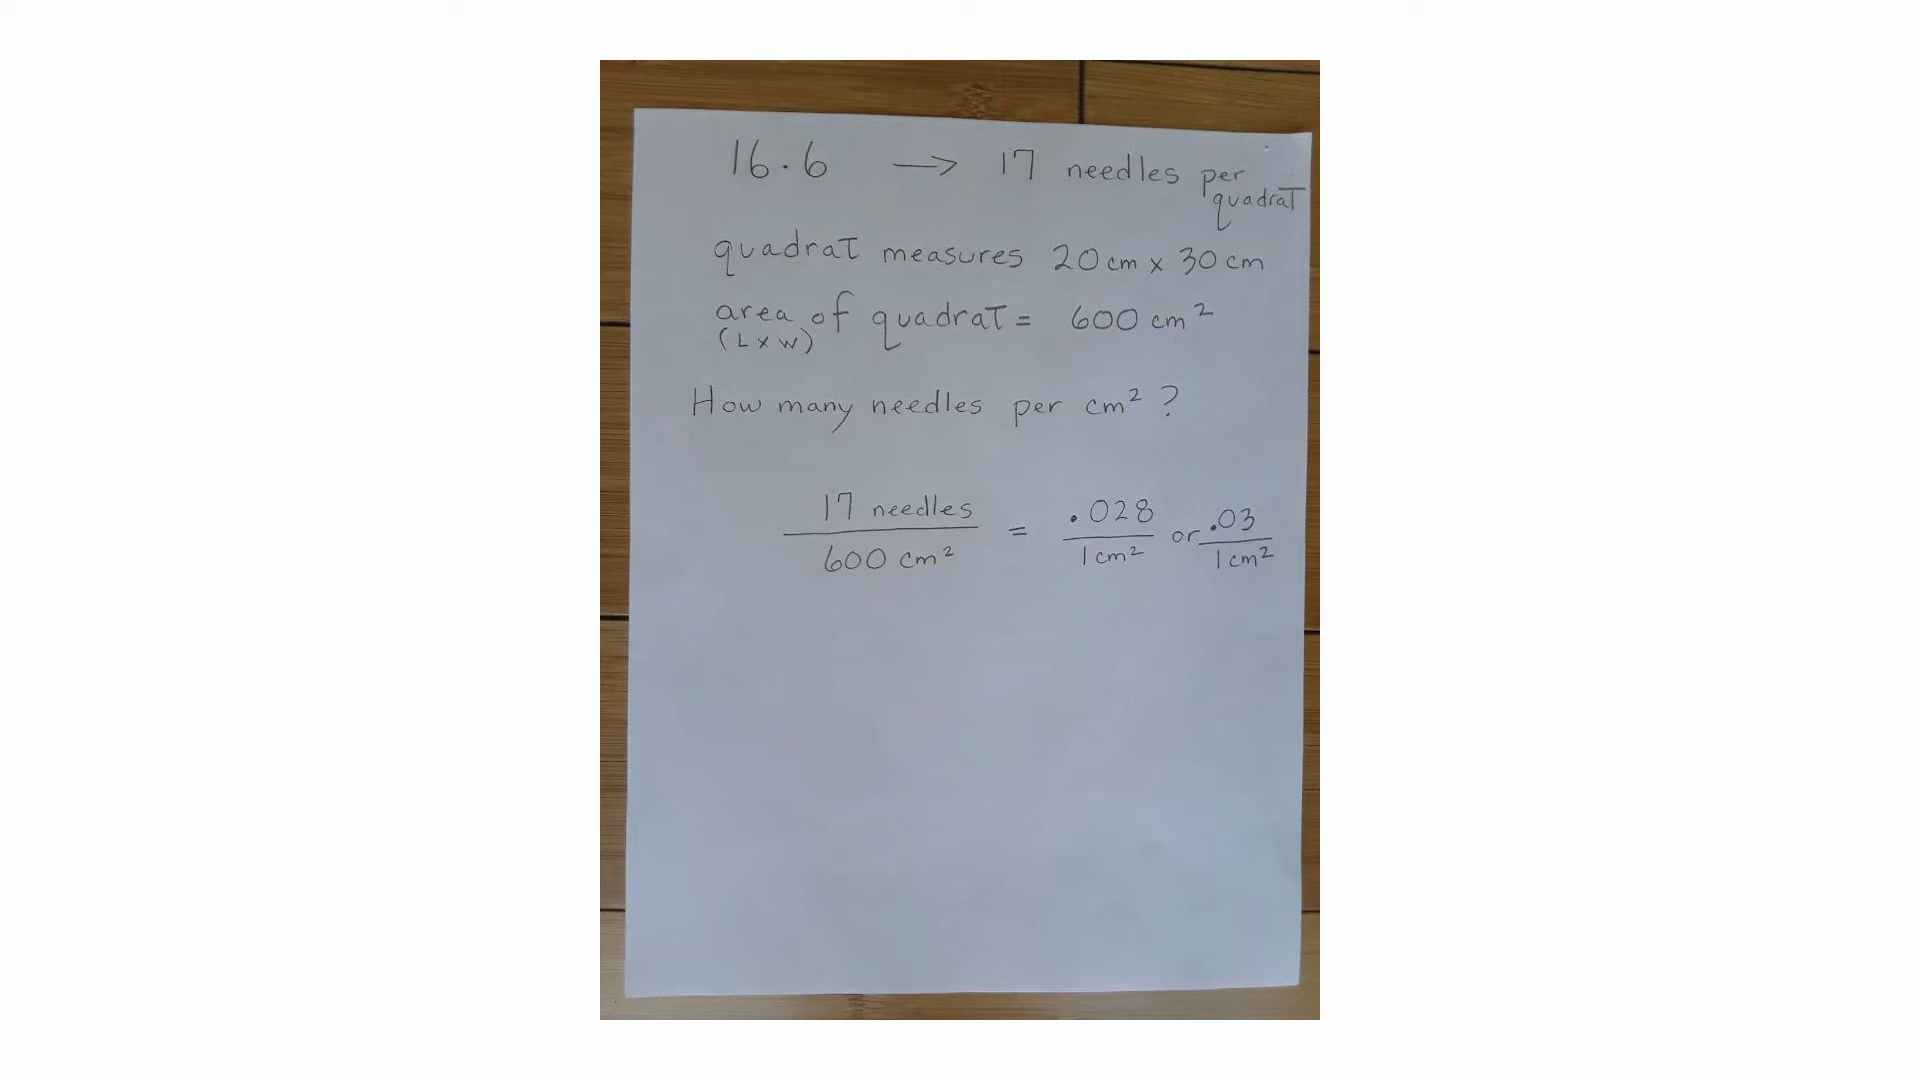 16.6 → 17 needles per
quadrat
quadrat measures 20 cm x 30 cm
area of quadrat = 600 cm²
(L x W)
How many needles per cm² ?
17 needles
600 cm²
=
.028
1 cm²
or
.03
1 cm²